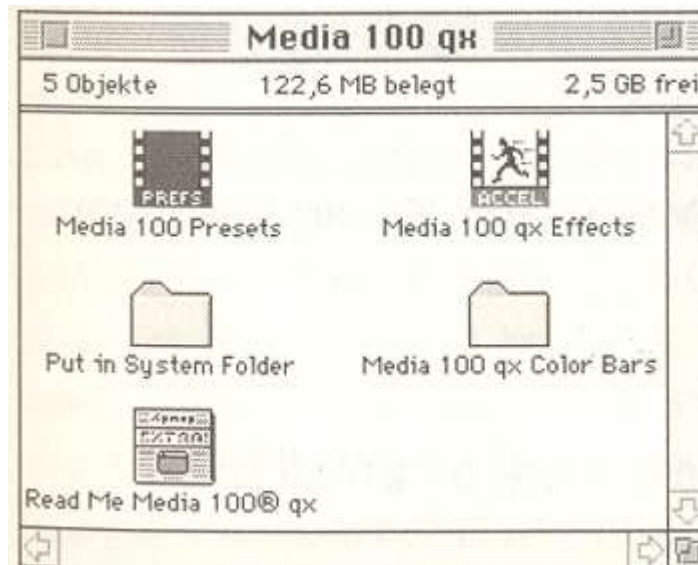 Media 100 qx
5 Objekte 122,6 MB belegt 2,5 GB frei
PREFS ACCEL
Media 100 Presets Media 100 qx Effects
Put in System Folder Media 100 qx Color Bars
EXTRA!
Read Me Media 100® qx